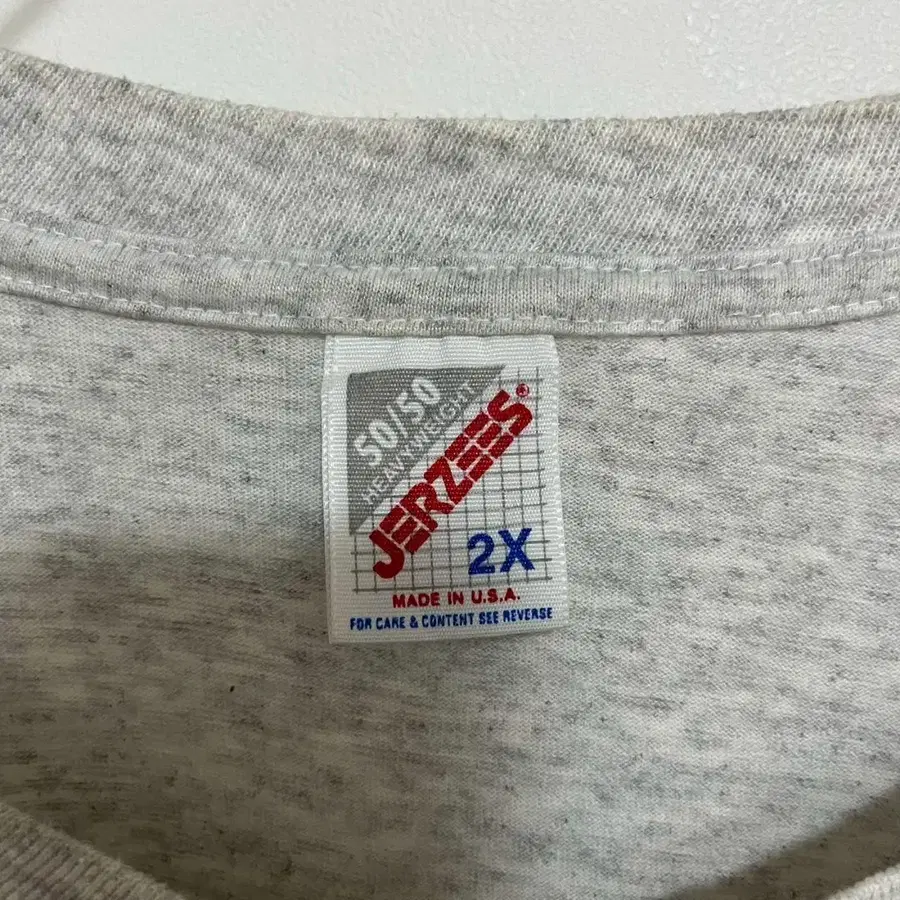 50/50
HEAVYWEIGHT
JERZEES®
2X
MADE IN U.S.A.
FOR CARE & CONTENT SEE REVERSE